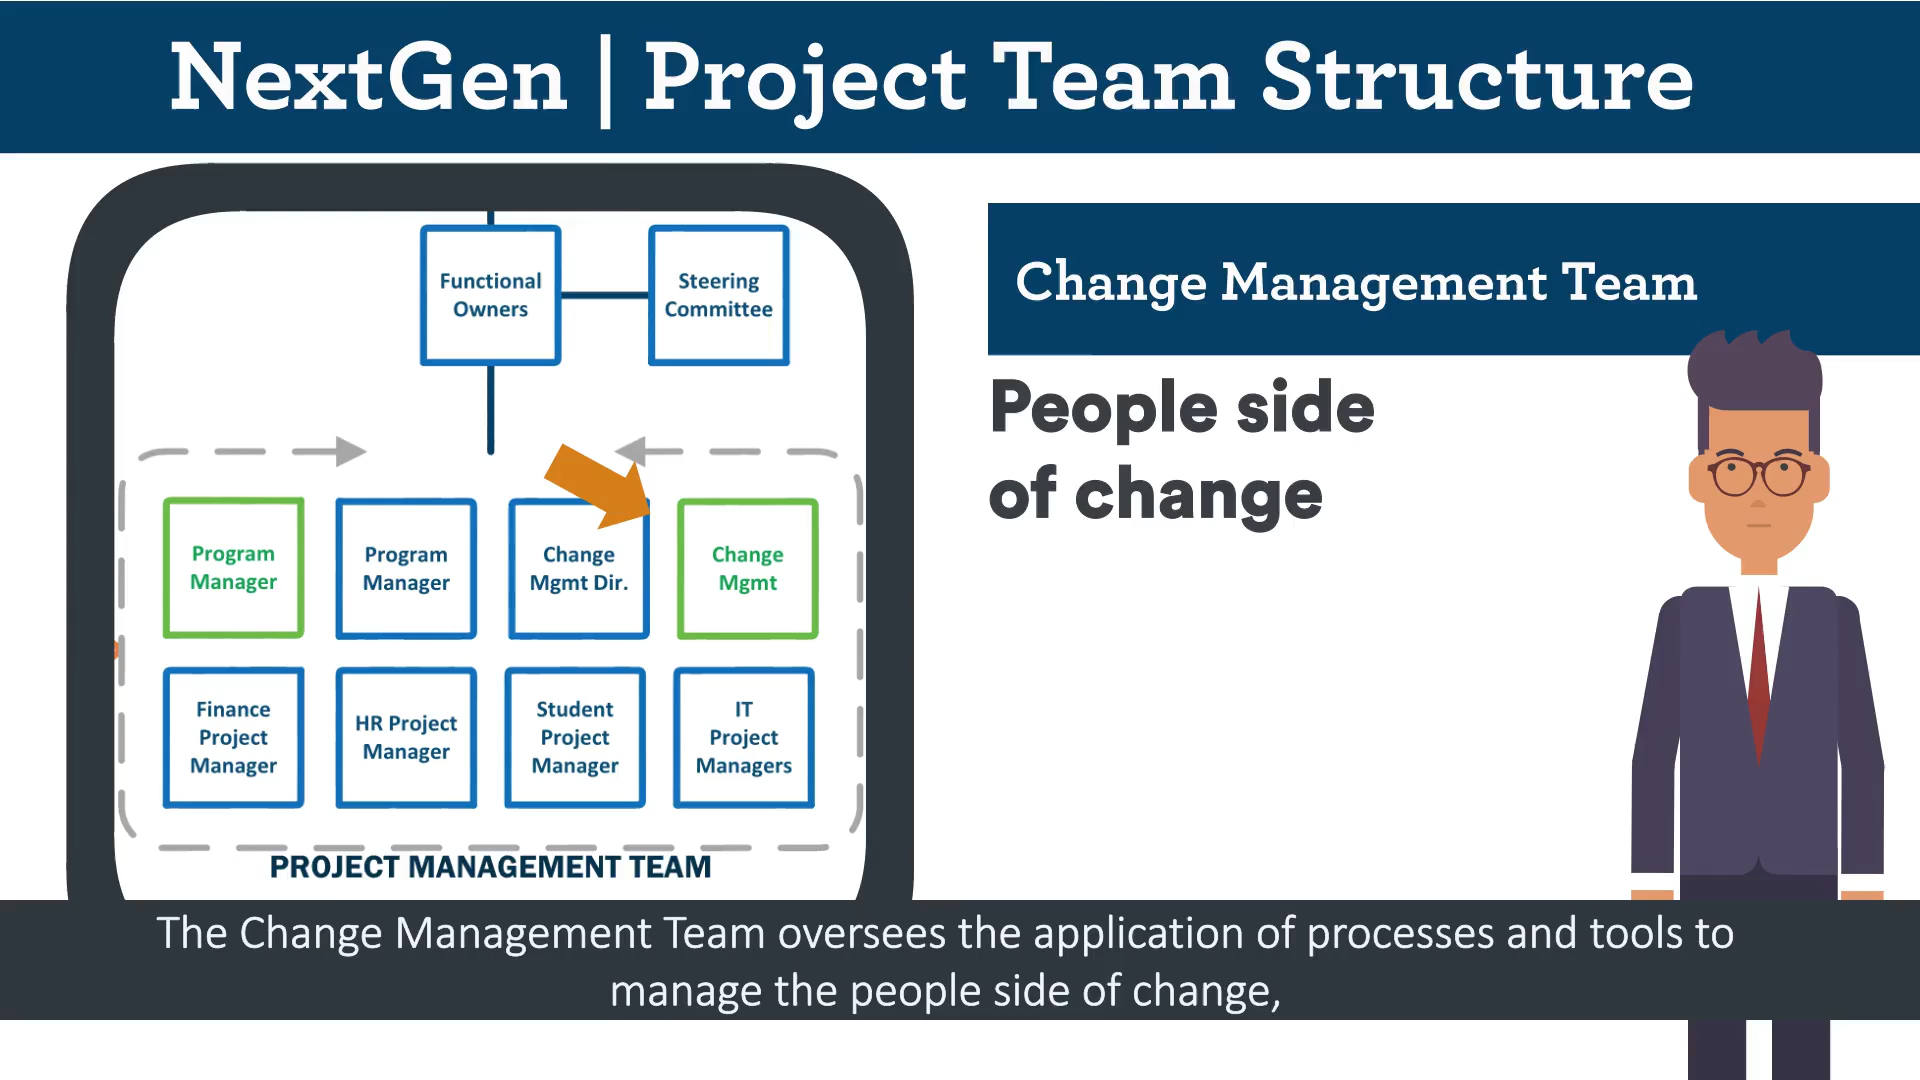 NextGen | Project Team Structure
Functional
Owners
Steering
Committee
Program
Manager
Program
Manager
Change
Mgmt Dir.
Change
Mgmt
Finance
Project
Manager
HR Project
Manager
Student
Project
Manager
IT
Project
Managers
PROJECT MANAGEMENT TEAM
Change Management Team
People side
of change
The Change Management Team oversees the application of processes and tools to
manage the people side of change,